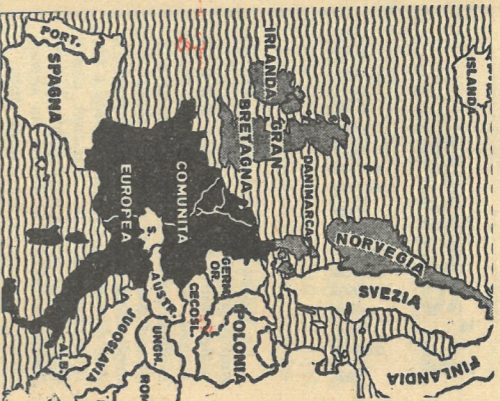 ISLANDA
NORVEGIA
SVEZIA
FINLANDIA
IRLANDA
GRAN
BRETAGNA
DANIMARCA
COMUNITA
EUROPEA
GERM.
OR.
POLONIA
CECOSL.
S.
AUSTR.
UNGH.
ROM
JUGOSLAVIA
ALB.
PORT.
SPAGNA